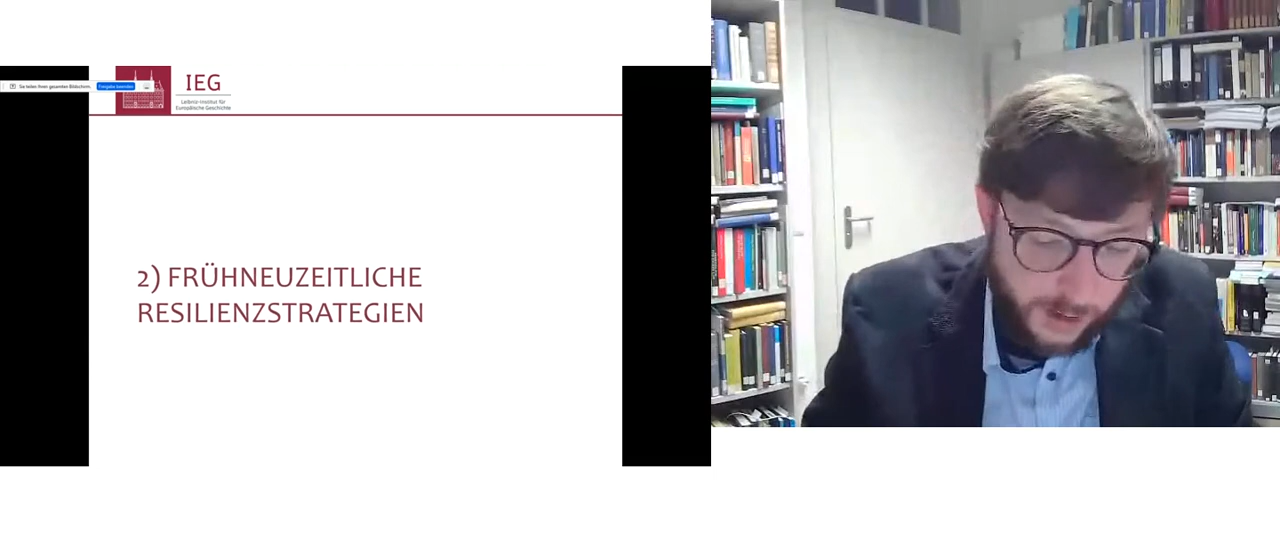 Sie teilen Ihren gesamten Bildschirm.
Freigabe beenden
IEG
Leibniz-Institut für
Europäische Geschichte
2) FRÜHNEUZEITLICHE
RESILIENZSTRATEGIEN